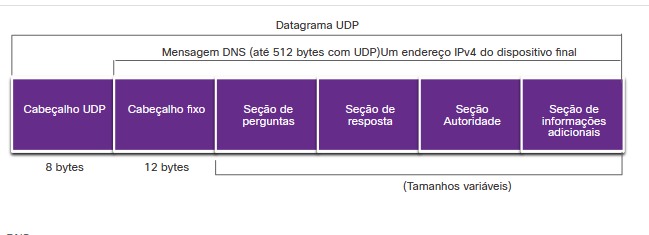 Datagrama UDP
Mensagem DNS (até 512 bytes com UDP)Um endereço IPv4 do dispositivo final
Cabeçalho UDP
Cabeçalho fixo
Seção de
perguntas
Seção de
resposta
Seção
Autoridade
Seção de
informações
adicionais
8 bytes
12 bytes
(Tamanhos variáveis)